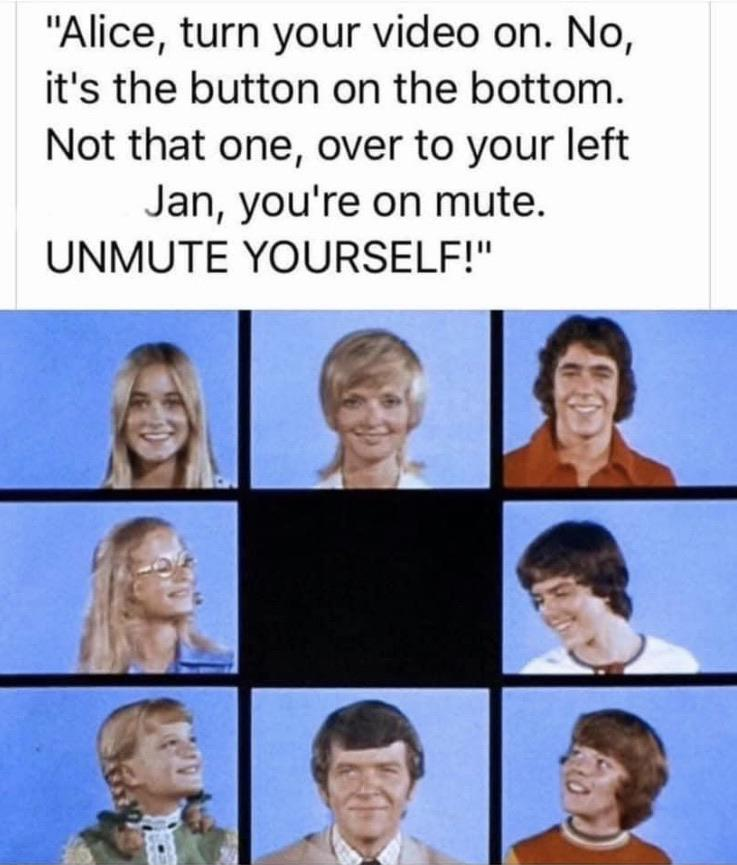 "Alice, turn your video on. No,
it's the button on the bottom.
Not that one, over to your left
Jan, you're on mute.
UNMUTE YOURSELF!"